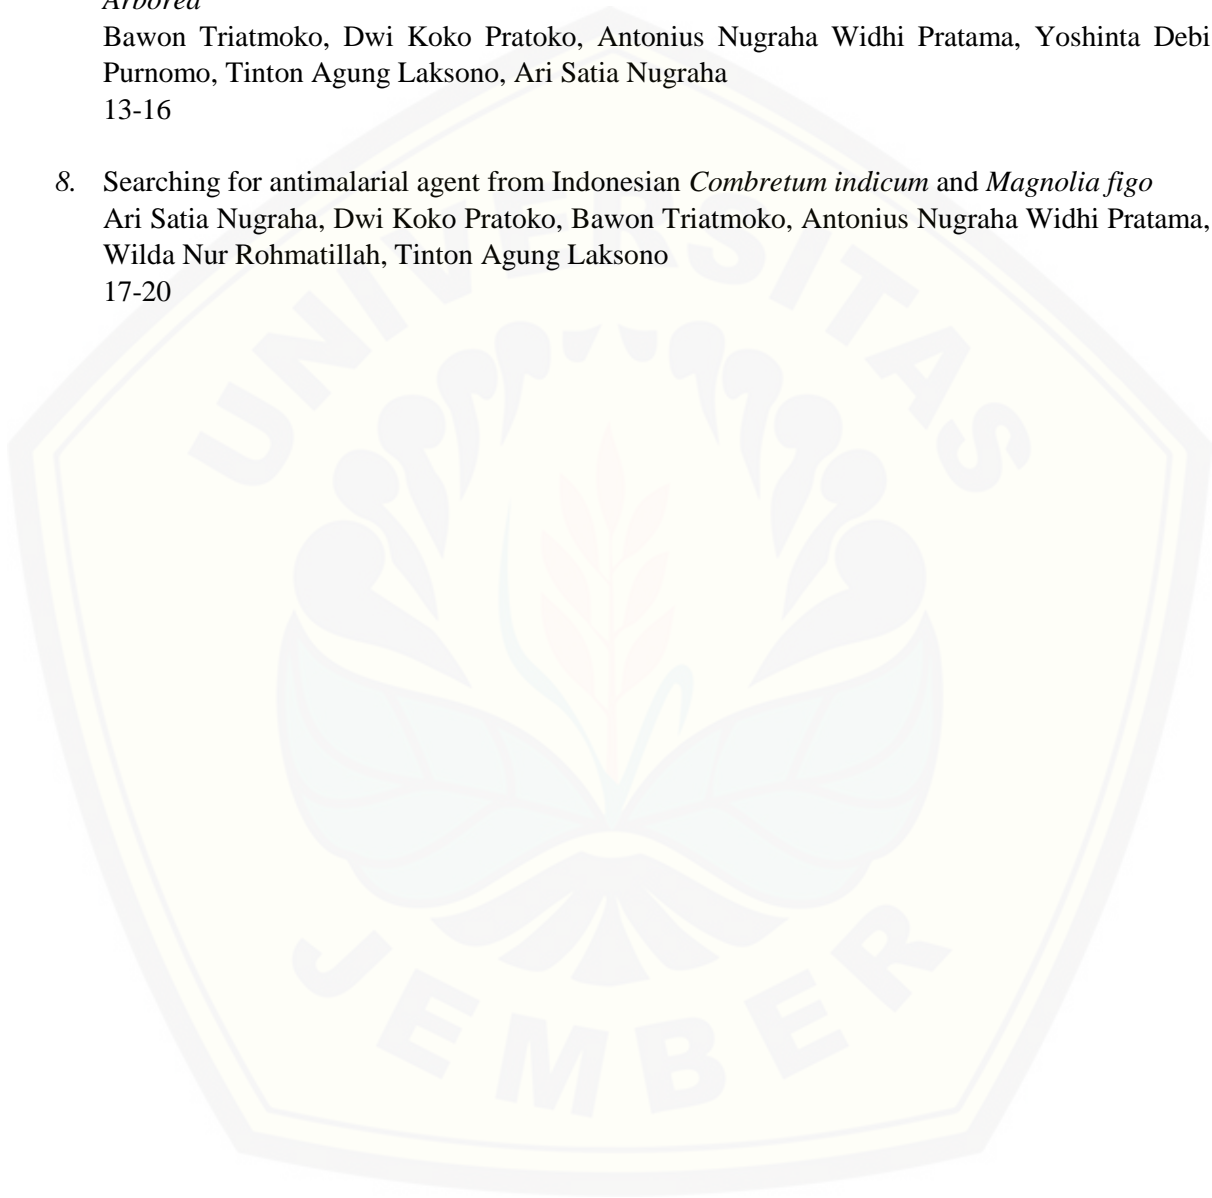 Arborea
Bawon Triatmoko, Dwi Koko Pratoko, Antonius Nugraha Widhi Pratama, Yoshinta Debi
Purnomo, Tinton Agung Laksono, Ari Satia Nugraha
13-16
8. Searching for antimalarial agent from Indonesian Combretum indicum and Magnolia figo
Ari Satia Nugraha, Dwi Koko Pratoko, Bawon Triatmoko, Antonius Nugraha Widhi Pratama,
Wilda Nur Rohmatillah, Tinton Agung Laksono
17-20
UNIVERSITAS
JEMBER